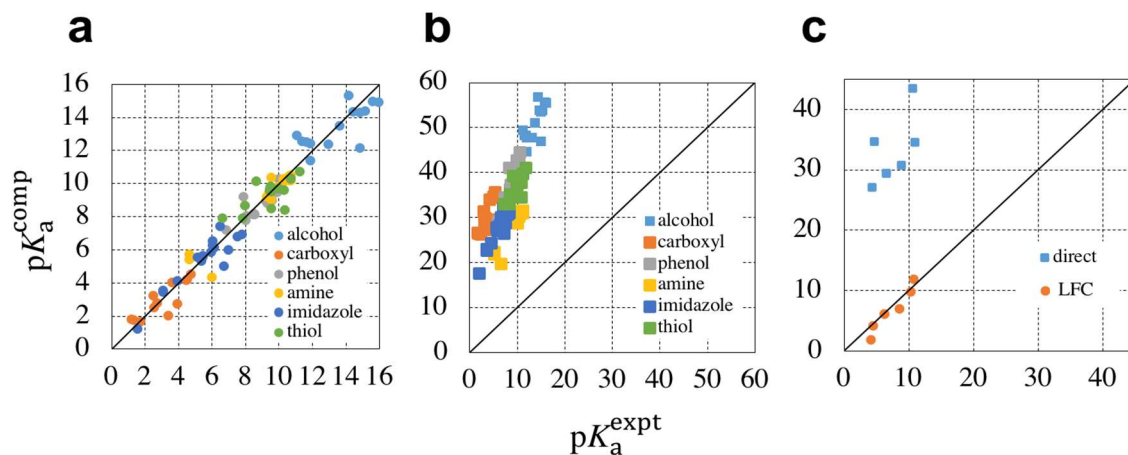 a
b
c
pKₐᶜᵒᵐᵖ
16
14
12
10
8
6
4
2
0
0 2 4 6 8 10 12 14 16
alcohol
carboxyl
phenol
amine
imidazole
thiol
60
50
40
30
20
10
0
0 10 20 30 40 50 60
alcohol
carboxyl
phenol
amine
imidazole
thiol
40
30
20
10
0
0 10 20 30 40
direct
LFC
pKₐᵉˣᵖᵗ